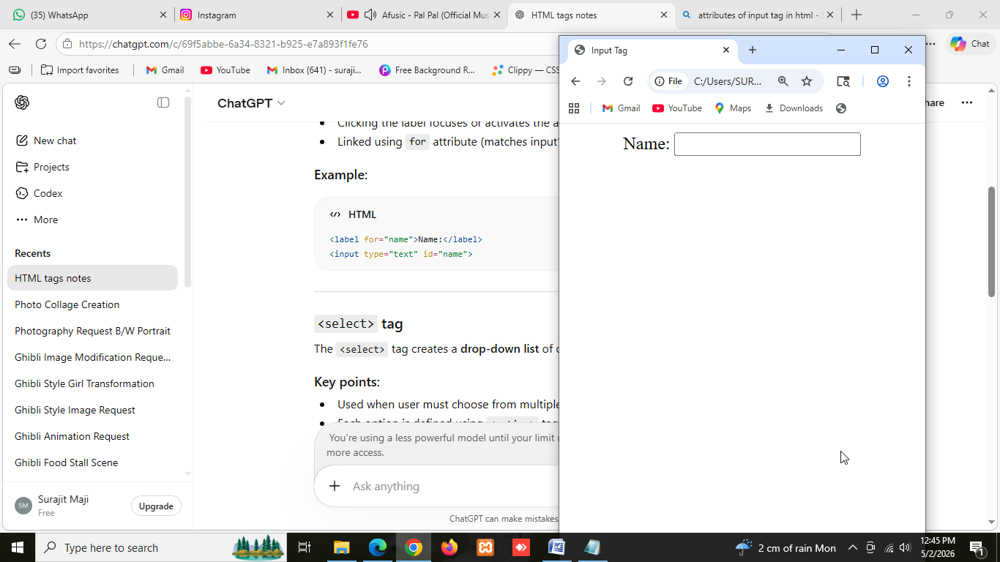 (35) WhatsApp
Instagram
Afusic - Pal Pal (Official Mus
HTML tags notes
attributes of input tag in html -
https://chatgpt.com/c/69f5abbe-6a34-8321-b925-e7a893f1fe76
Chat
Import favorites
Gmail
YouTube
Inbox (641) - suraji...
Free Background R...
Clippy — CSS
Input Tag
File
C:/Users/SUR...
Gmail
YouTube
Maps
Downloads
New chat
Projects
Codex
More
Recents
HTML tags notes
Photo Collage Creation
Photography Request B/W Portrait
Ghibli Image Modification Reque...
Ghibli Style Girl Transformation
Ghibli Style Image Request
Ghibli Animation Request
Ghibli Food Stall Scene
SM
Surajit Maji
Free
Upgrade
ChatGPT
hare
Clicking the label focuses or activates the a
Linked using for attribute (matches input'
Example:
HTML
<label for="name">Name:</label>
<input type="text" id="name">
<select> tag
The <select> tag creates a drop-down list of
Key points:
Used when user must choose from multiple
Each option is defined using
You're using a less powerful model until your limit
more access.
Ask anything
ChatGPT can make mistakes.
Name:
Type here to search
2 cm of rain Mon
12:45 PM
5/2/2026
1